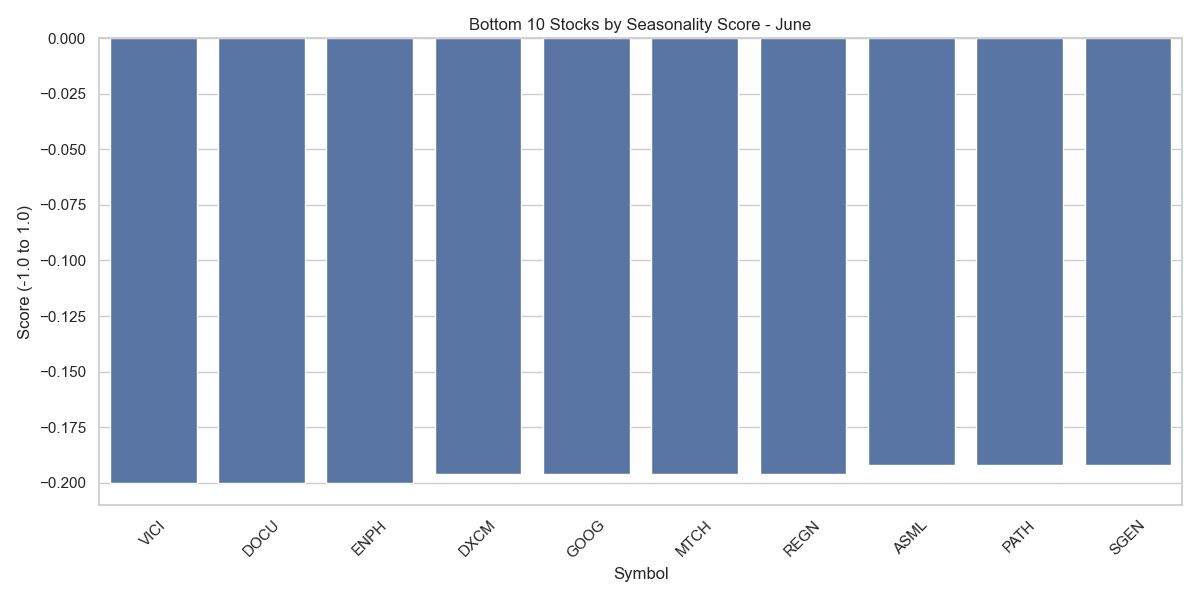 Bottom 10 Stocks by Seasonality Score - June
Score (-1.0 to 1.0)
0.000
−0.025
−0.050
−0.075
−0.100
−0.125
−0.150
−0.175
−0.200
VICI
DOCU
ENPH
DXCM
GOOG
MTCH
REGN
ASML
PATH
SGEN
Symbol